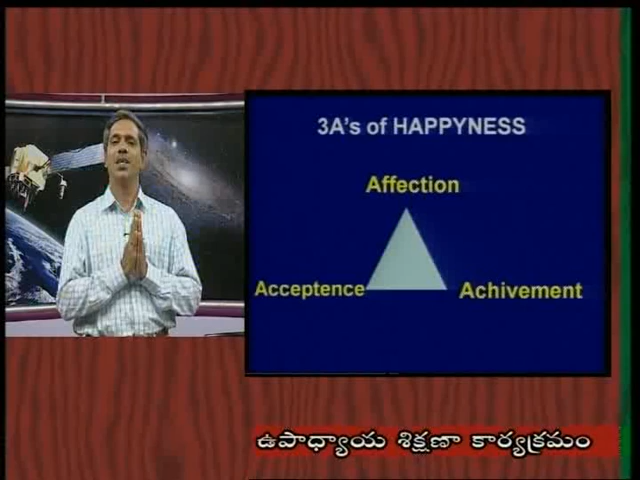 3A's of HAPPYNESS
Affection
Acceptence
Achivement
ఉపాధ్యాయ శిక్షణా కార్యక్రమం